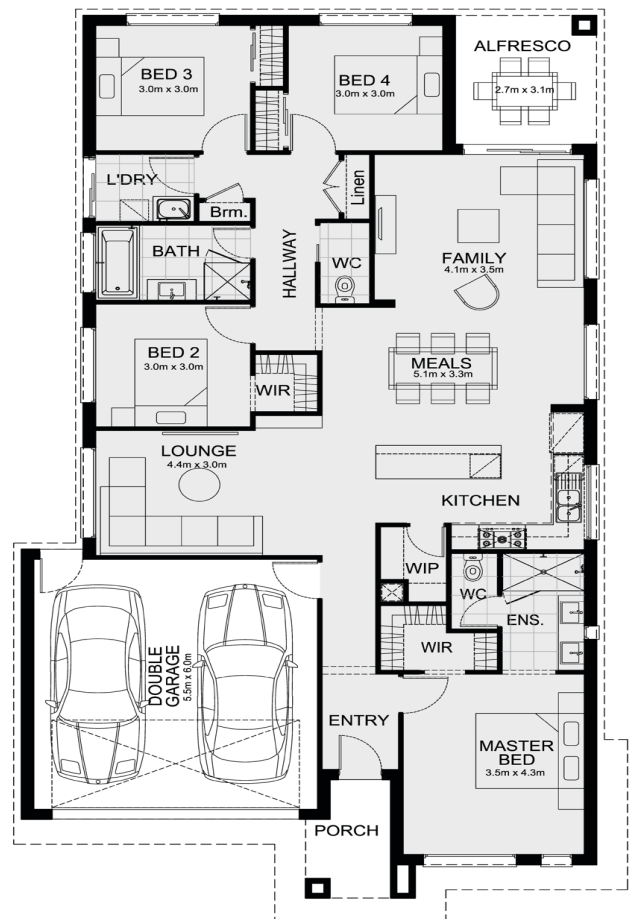 BED 3
3.0m x 3.0m
BED 4
3.0m x 3.0m
ALFRESCO
2.7m x 3.1m
L'DRY
Brm.
Linen
BATH
HALLWAY
WC
FAMILY
4.1m x 3.5m
BED 2
3.0m x 3.0m
WIR
MEALS
5.1m x 3.3m
LOUNGE
4.4m x 3.0m
KITCHEN
WIP
WC
ENS.
WIR
DOUBLE
GARAGE
5.5m x 6.0m
ENTRY
MASTER
BED
3.5m x 4.3m
PORCH